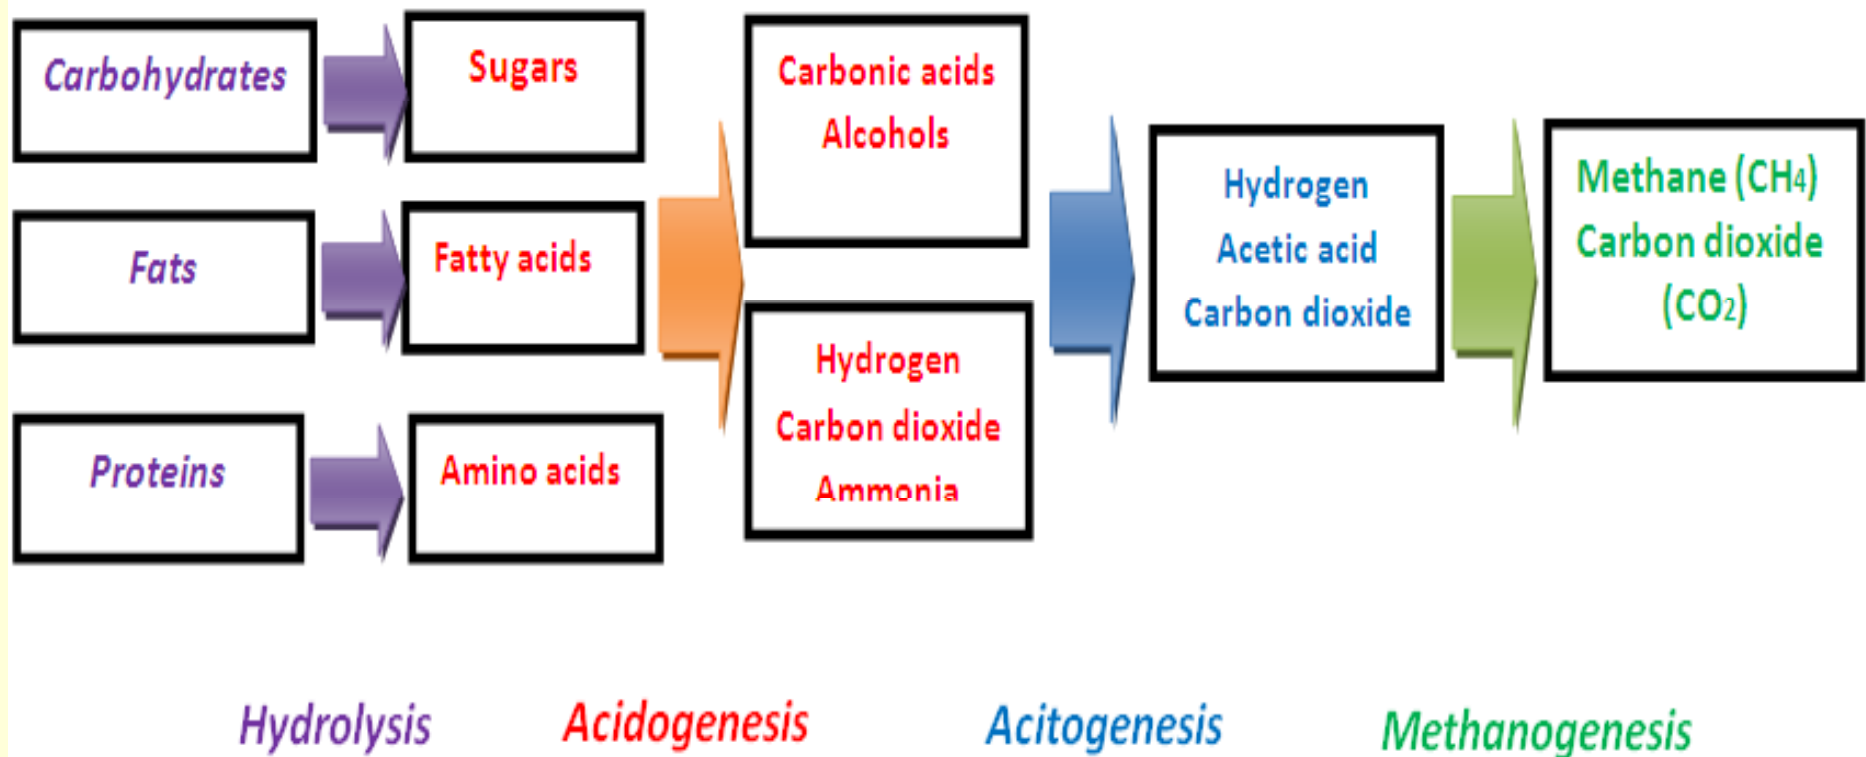 Carbohydrates
Sugars
Carbonic acids
Alcohols
Fats
Fatty acids
Hydrogen
Acetic acid
Carbon dioxide
Methane (CH4)
Carbon dioxide
(CO2)
Proteins
Amino acids
Hydrogen
Carbon dioxide
Ammonia
Hydrolysis
Acidogenesis
Acitogenesis
Methanogenesis